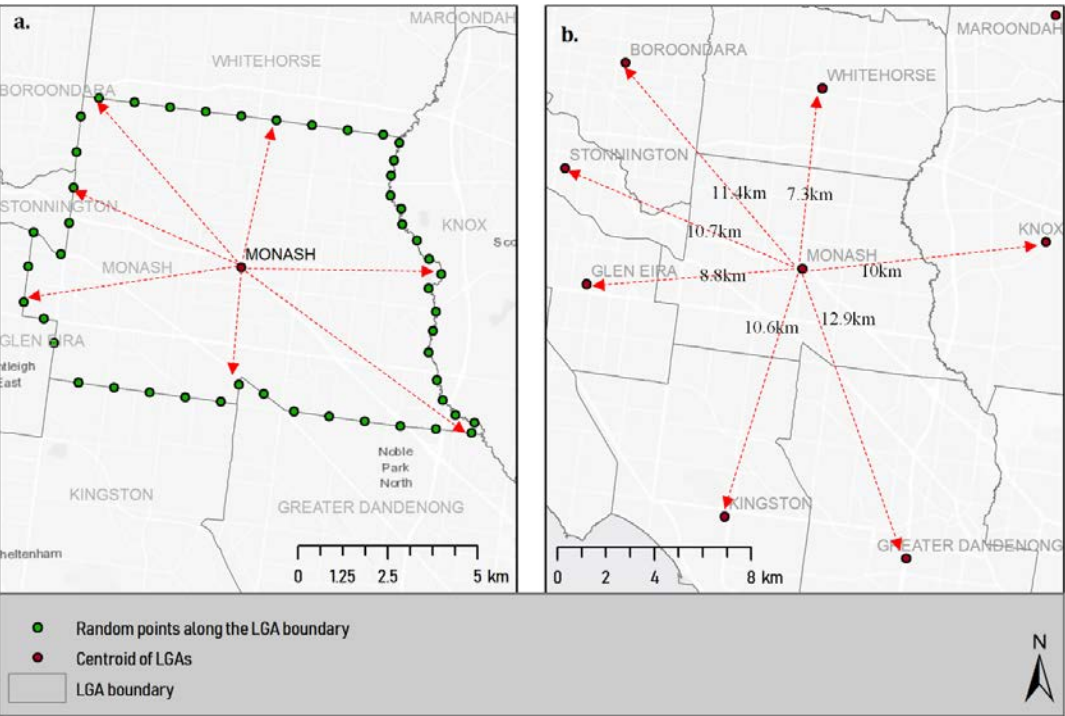 a.
MAROONDAH
WHITEHORSE
BOROONDARA
STONNINGTON
KNOX
MONASH
MONASH
GLEN EIRA
East
Noble
Park
North
KINGSTON
GREATER DANDENONG
heltenham
0 1.25 2.5 5 km
b.
MAROONDAH
BOROONDARA
WHITEHORSE
STONNINGTON
11.4km
7.3km
10.7km
KNOX
MONASH
GLEN EIRA
8.8km
10km
10.6km
12.9km
KINGSTON
GREATER DANDENONG
0 2 4 8 km
Random points along the LGA boundary
Centroid of LGAs
LGA boundary
N